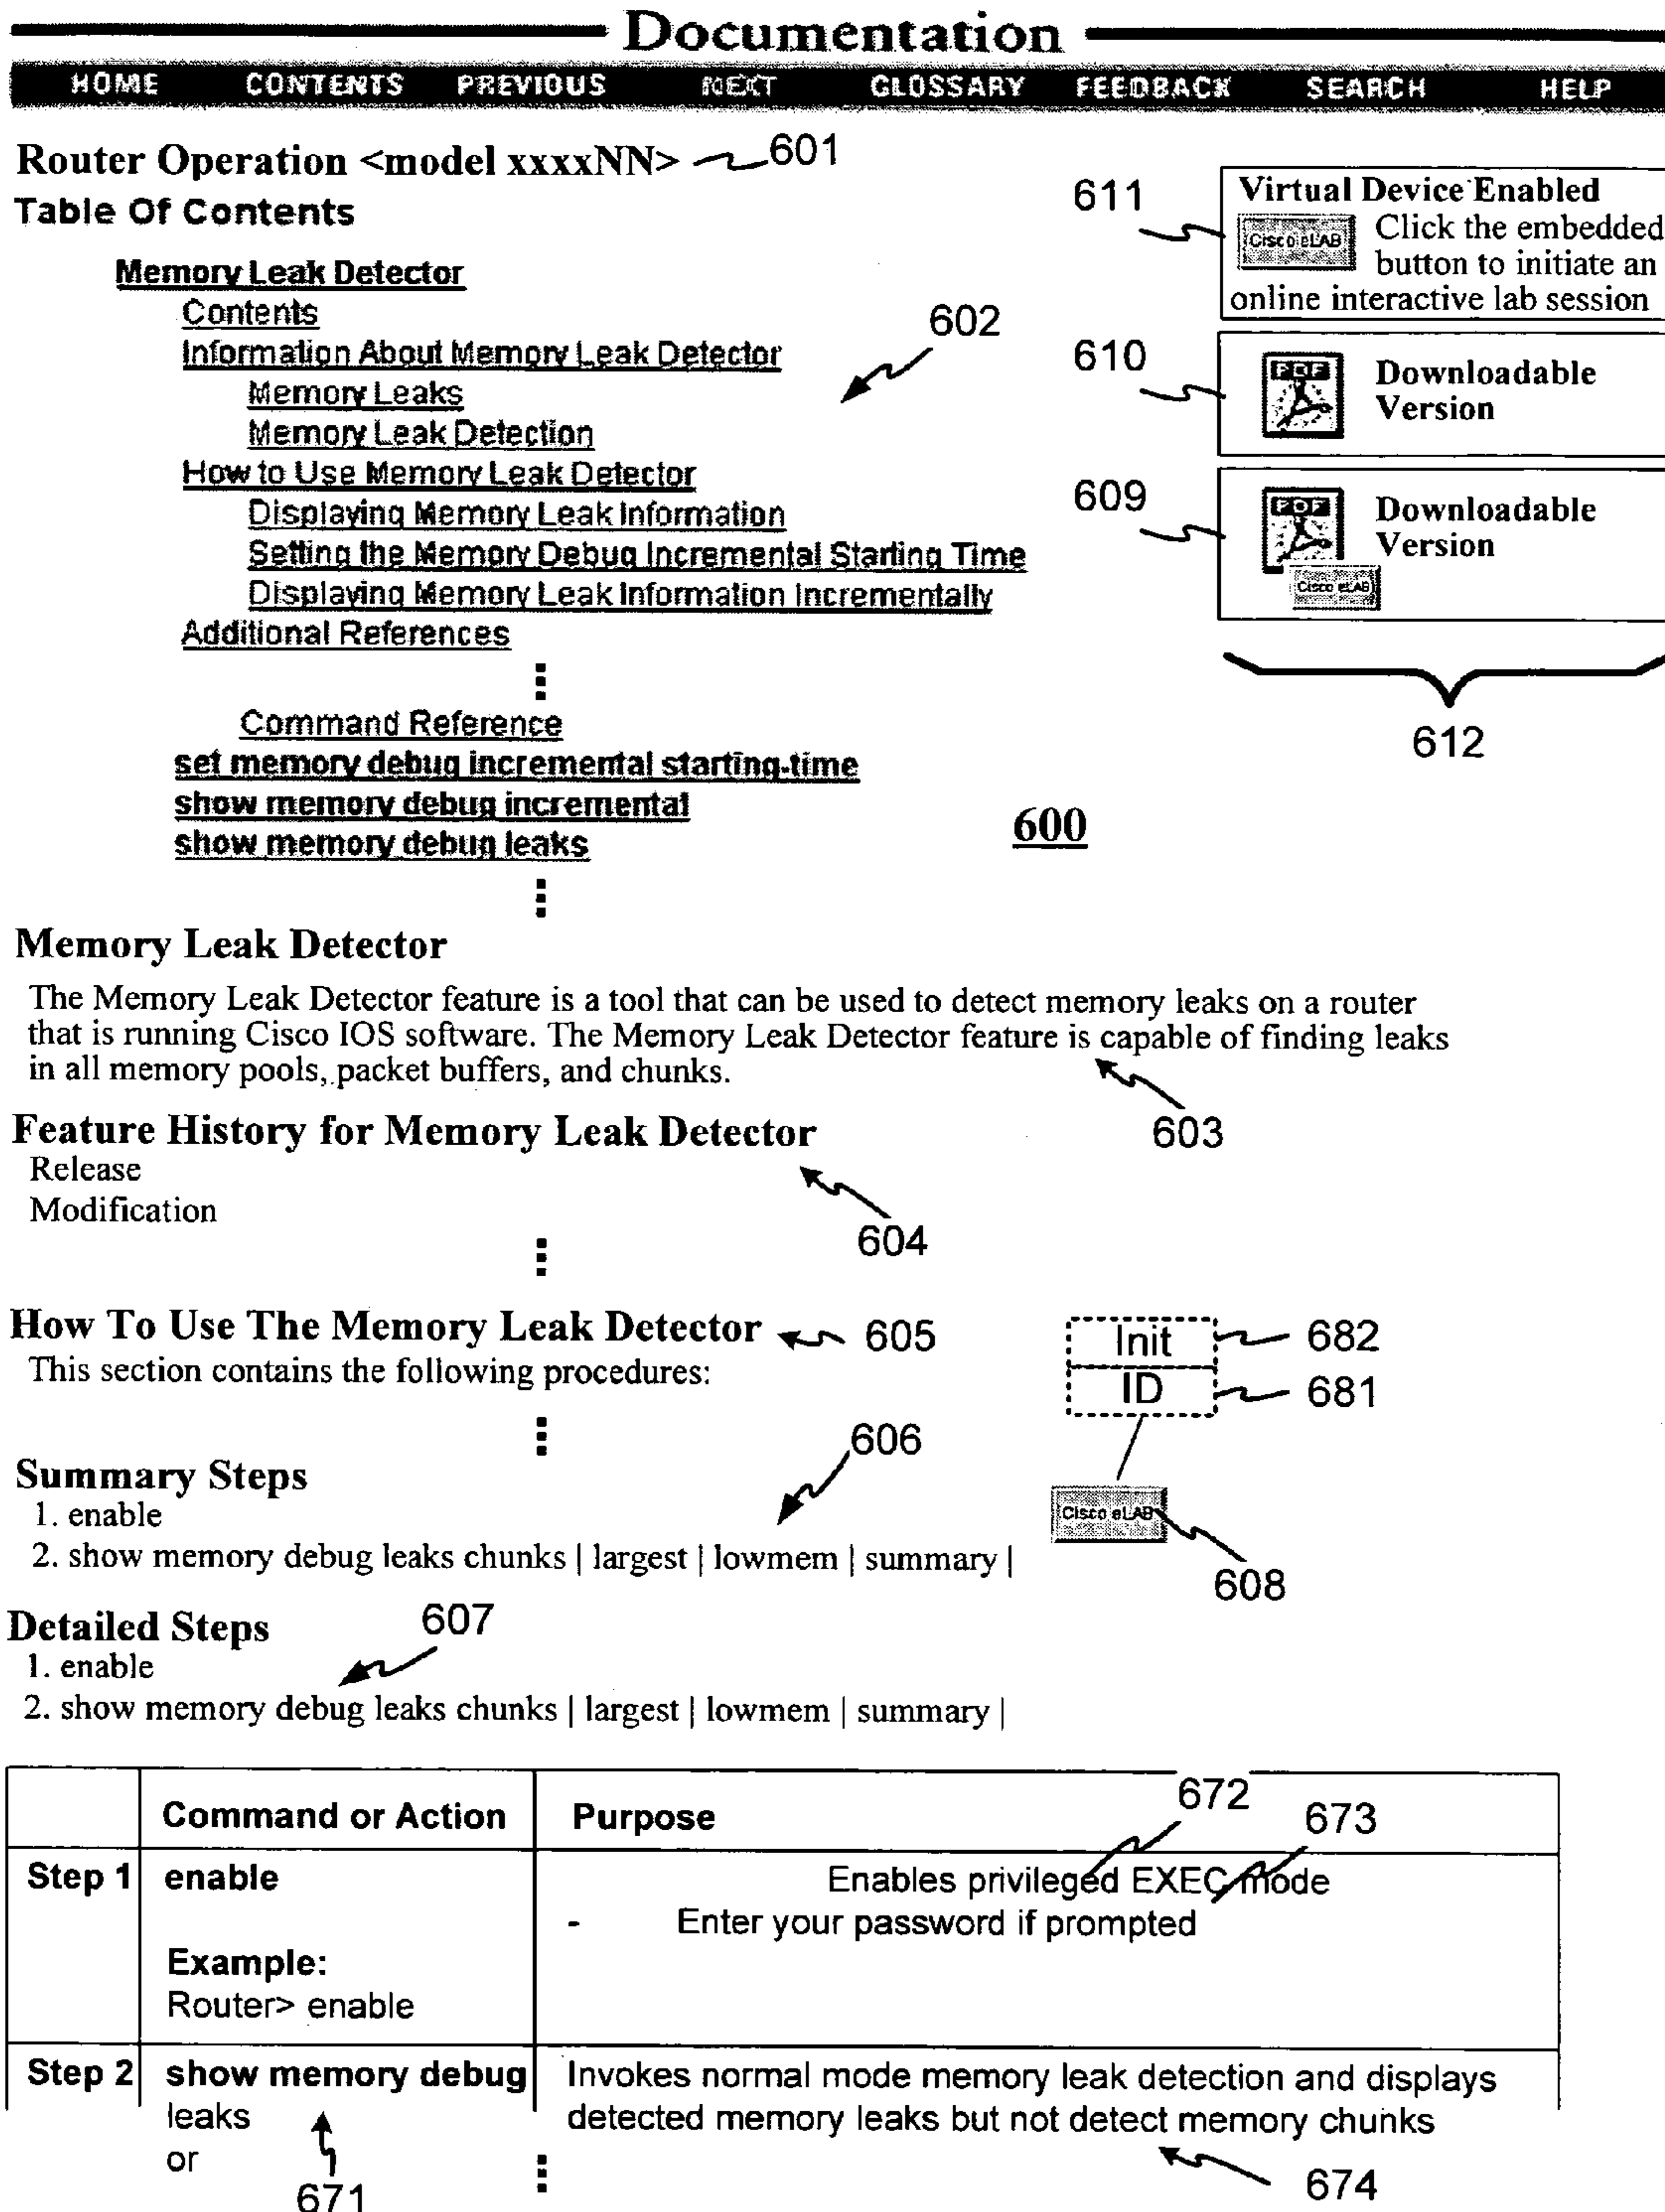 Documentation
HOME CONTENTS PREVIOUS NEXT GLOSSARY FEEDBACK SEARCH HELP
Router Operation <model xxxxNN> 601
Table Of Contents
611
Virtual Device Enabled
Cisco eLAB Click the embedded
button to initiate an
online interactive lab session
Memory Leak Detector
Contents
Information About Memory Leak Detector
Memory Leaks
Memory Leak Detection
How to Use Memory Leak Detector
Displaying Memory Leak Information
Setting the Memory Debug Incremental Starting Time
Displaying Memory Leak Information Incrementally
Additional References
602
610
PDF Downloadable
Version
609
PDF Downloadable
Version
Cisco eLAB
612
Command Reference
set memory debug incremental starting-time
show memory debug incremental
show memory debug leaks
600
Memory Leak Detector
The Memory Leak Detector feature is a tool that can be used to detect memory leaks on a router
that is running Cisco IOS software. The Memory Leak Detector feature is capable of finding leaks
in all memory pools, packet buffers, and chunks.
603
Feature History for Memory Leak Detector
Release
Modification
604
How To Use The Memory Leak Detector 605
This section contains the following procedures:
Init 682
ID 681
606
Summary Steps
1. enable
2. show memory debug leaks chunks | largest | lowmem | summary |
Cisco eLAB
608
Detailed Steps 607
1. enable
2. show memory debug leaks chunks | largest | lowmem | summary |
Command or Action Purpose 672 673
Step 1 enable Enables privileged EXEC mode
- Enter your password if prompted
Example:
Router> enable
Step 2 show memory debug Invokes normal mode memory leak detection and displays
leaks detected memory leaks but not detect memory chunks
or
671
674